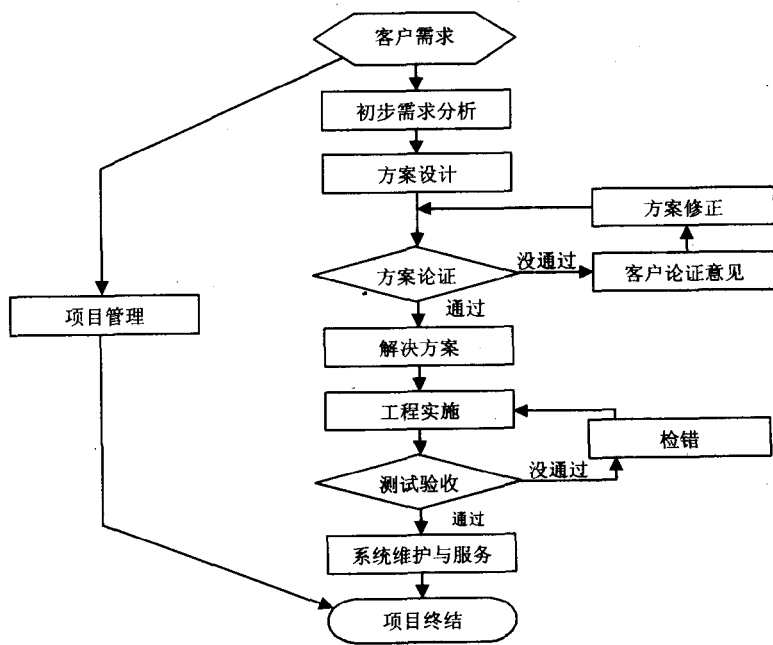 客户需求
初步需求分析
方案设计
方案修正
方案论证
没通过
客户论证意见
通过
项目管理
解决方案
工程实施
检错
测试验收
没通过
通过
系统维护与服务
项目终结